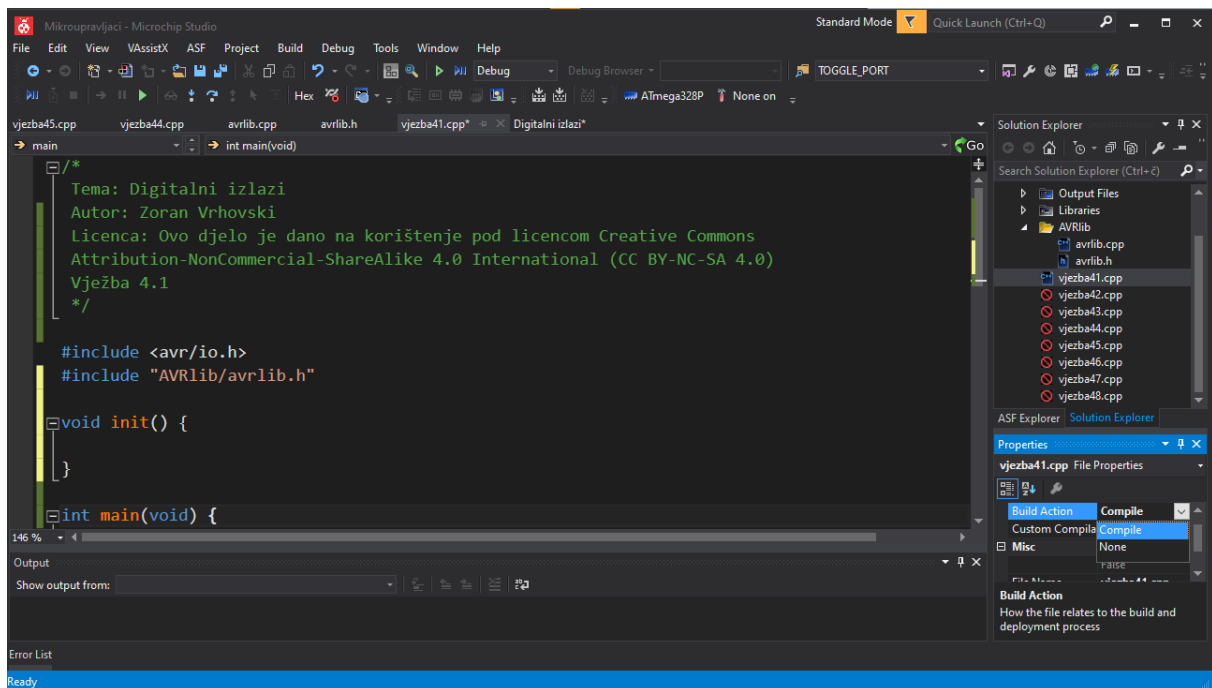 Mikroupravljaci - Microchip Studio
Standard Mode
Quick Launch (Ctrl+Q)
File Edit View VAssistX ASF Project Build Debug Tools Window Help
Debug
Debug Browser
TOGGLE_PORT
Hex
ATmega328P
None on
vjezba45.cpp vjezba44.cpp avrlib.cpp avrlib.h vjezba41.cpp* Digitalni izlazi*
main
int main(void)
Go
/*
Tema: Digitalni izlazi
Autor: Zoran Vrhovski
Licenca: Ovo djelo je dano na korištenje pod licencom Creative Commons
Attribution-NonCommercial-ShareAlike 4.0 International (CC BY-NC-SA 4.0)
Vježba 4.1
*/
#include <avr/io.h>
#include "AVRlib/avrlib.h"
void init() {
}
int main(void) {
146 %
Output
Show output from:
Error List
Ready
Solution Explorer
Search Solution Explorer (Ctrl+č)
Output Files
Libraries
AVRlib
avrlib.cpp
avrlib.h
vjezba41.cpp
vjezba42.cpp
vjezba43.cpp
vjezba44.cpp
vjezba45.cpp
vjezba46.cpp
vjezba47.cpp
vjezba48.cpp
ASF Explorer Solution Explorer
Properties
vjezba41.cpp File Properties
Build Action Compile
Custom Compila Compile
Misc None
False
File Name vjezba41.cpp
Build Action
How the file relates to the build and
deployment process